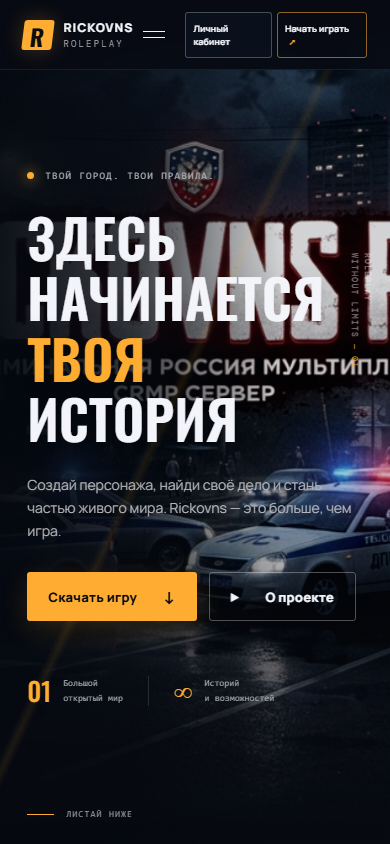 R RICKOVNS
ROLEPLAY
Личный
кабинет
Начать играть
↗
ТВОЙ ГОРОД. ТВОИ ПРАВИЛА.
ЗДЕСЬ
НАЧИНАЕТСЯ
ТВОЯ
ИСТОРИЯ
ROLEPLAY
WITHOUT LIMITS —
OVNS R
РОССИЯ МУЛЬТИПЛ
CRMP СЕРВЕР
Создай персонажа, найди своё дело и стань
частью живого мира. Rickovns — это больше, чем
игра.
Скачать игру ↓
▶ О проекте
01 Большой
открытый мир
∞ Историй
и возможностей
ЛИСТАЙ НИЖЕ